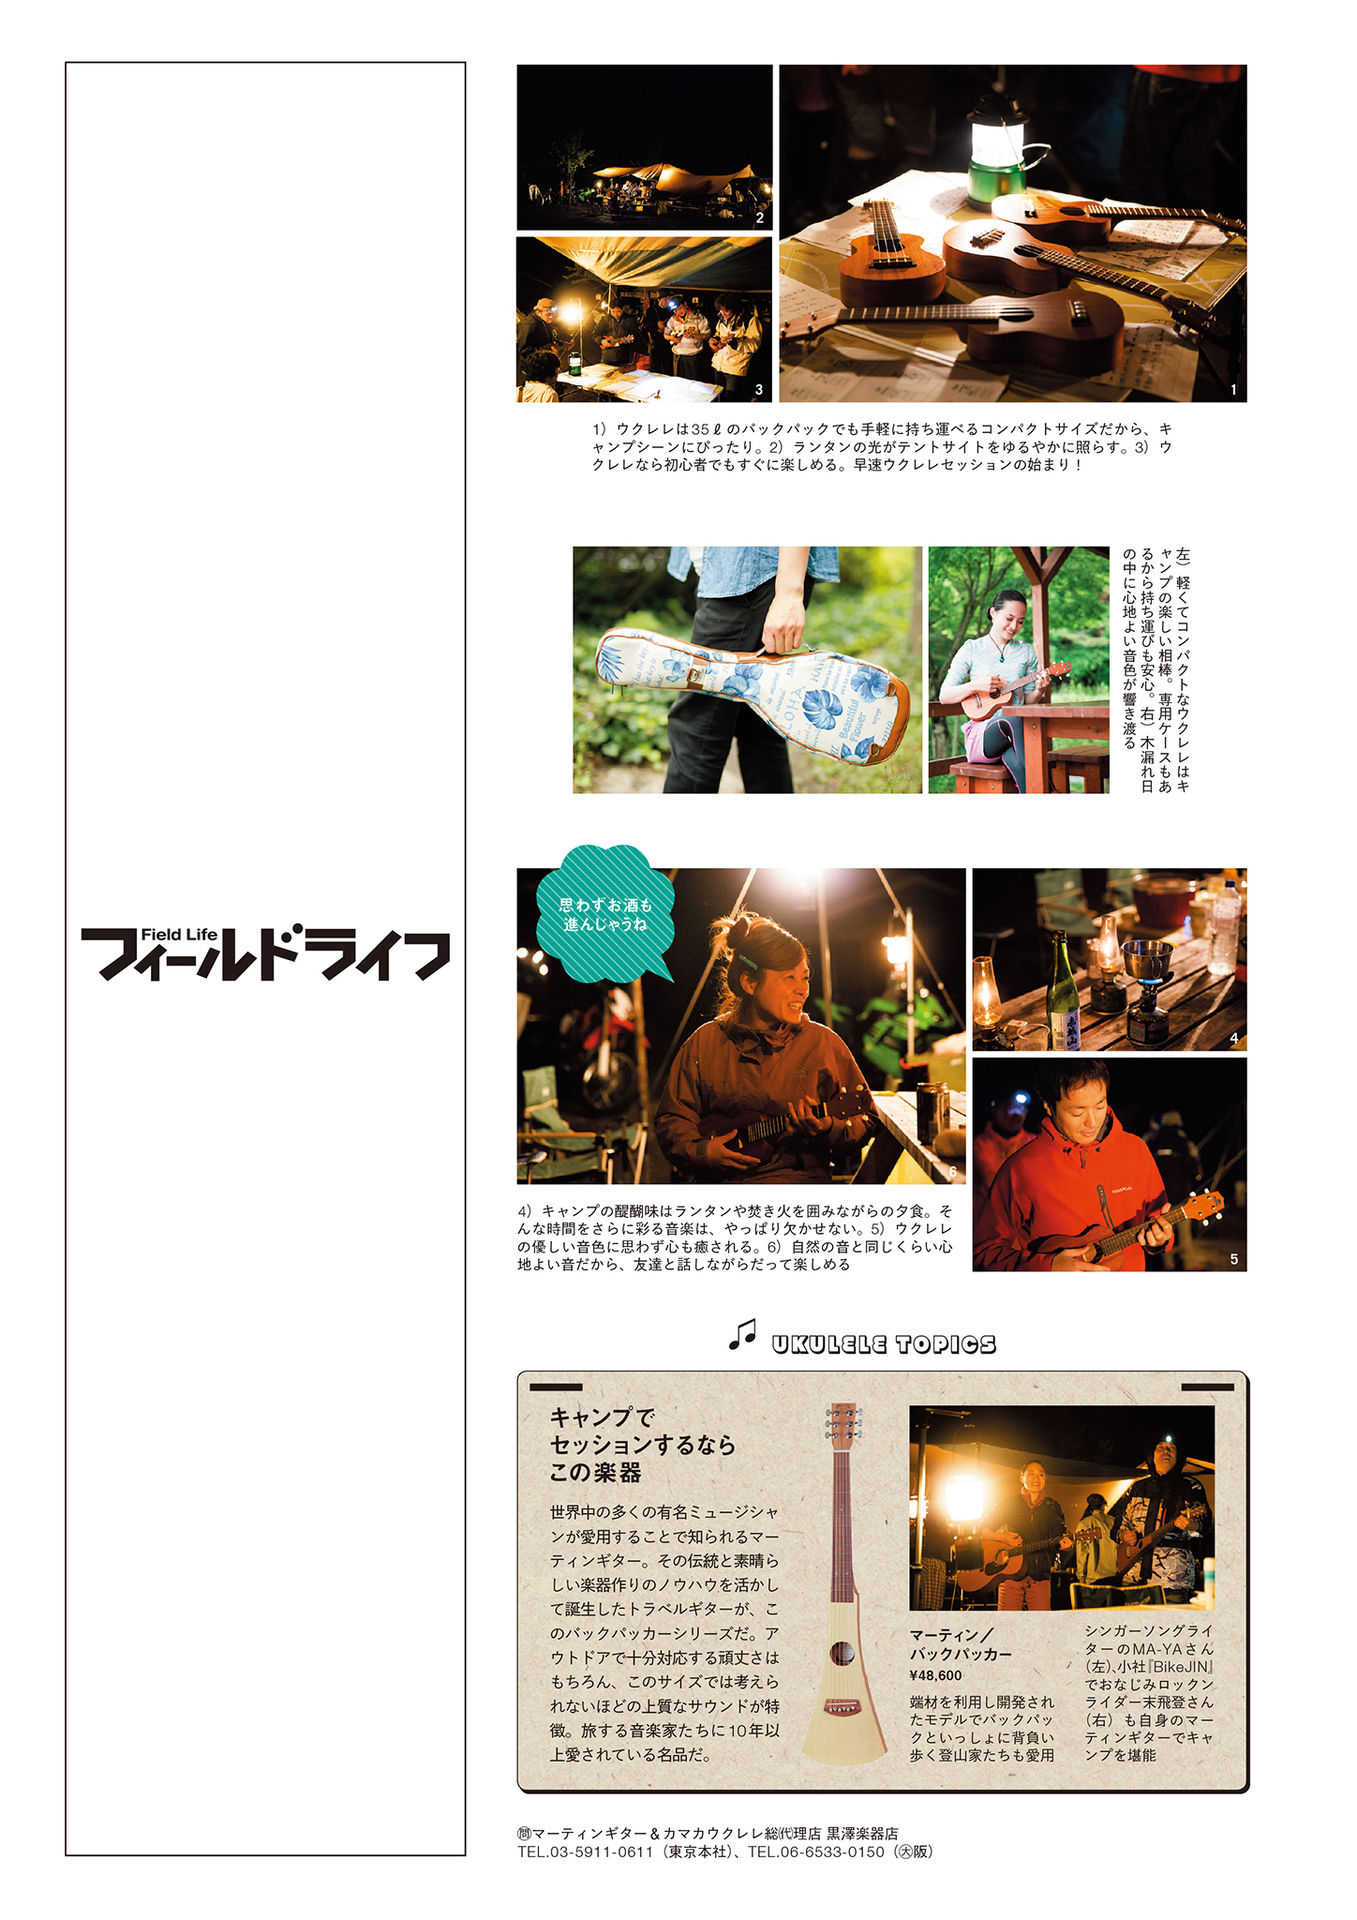 フィールドライフ
Field Life
2
3
1
1）ウクレレは35ℓのバックパックでも手軽に持ち運べるコンパクトサイズだから、キ
ャンプシーンにぴったり。2）ランタンの光がテントサイトをゆるやかに照らす。3）ウ
クレレなら初心者でもすぐに楽しめる。早速ウクレレセッションの始まり！
ALOHA
Beautiful
Flower
左）軽くてコンパクトなウクレレはキ
ャンプの楽しい相棒。専用ケースもあ
るから持ち運びも安心。右）木漏れ日
の中に心地よい音色が響き渡る
思わずお酒も
進んじゃうね
6
4
5
4）キャンプの醍醐味はランタンや焚き火を囲みながらの夕食。そ
んな時間をさらに彩る音楽は、やっぱり欠かせない。5）ウクレレ
の優しい音色に思わず心も癒される。6）自然の音と同じくらい心
地よい音だから、友達と話しながらだって楽しめる
UKULELE TOPICS
キャンプで
セッションするなら
この楽器
世界中の多くの有名ミュージシャ
ンが愛用することで知られるマー
ティンギター。その伝統と素晴ら
しい楽器作りのノウハウを活かし
て誕生したトラベルギターが、こ
のバックパッカーシリーズだ。ア
ウトドアで十分対応する頑丈さは
もちろん、このサイズでは考えら
れないほどの上質なサウンドが特
徴。旅する音楽家たちに10年以
上愛されている名品だ。
マーティン／
バックパッカー
¥48,600
端材を利用し開発され
たモデルでバックパッ
クといっしょに背負い
歩く登山家たちも愛用
シンガーソングライ
ターのMA-YAさん
（左）、小社『BikeJIN』
でおなじみロックン
ライダー末飛登さん
（右）も自身のマー
ティンギターでキャ
ンプを堪能
㉄マーティンギター＆カマカウクレレ総㈹理店 黒澤楽器店
TEL.03-5911-0611（東京本社）、TEL.06-6533-0150（大阪）